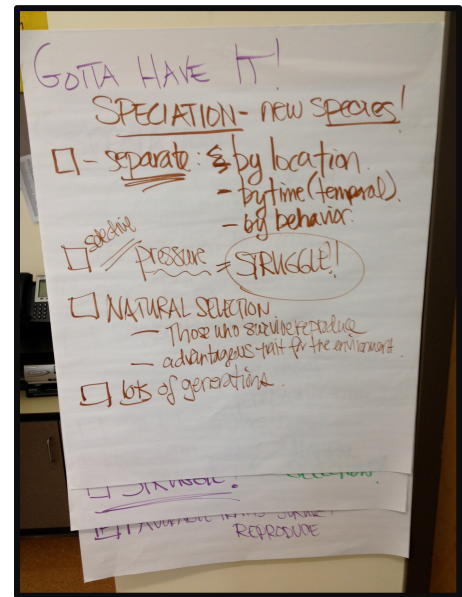 GOTTA HAVE IT!
SPECIATION- new species!
- separate: by location.
- by time (temporal).
- by behavior.
selective
pressure = STRUGGLE!!
NATURAL SELECTION
- Those who survive reproduce
- advantageous trait for the environment.
lots of generations.
STRUGGLE!
REPRODUCE